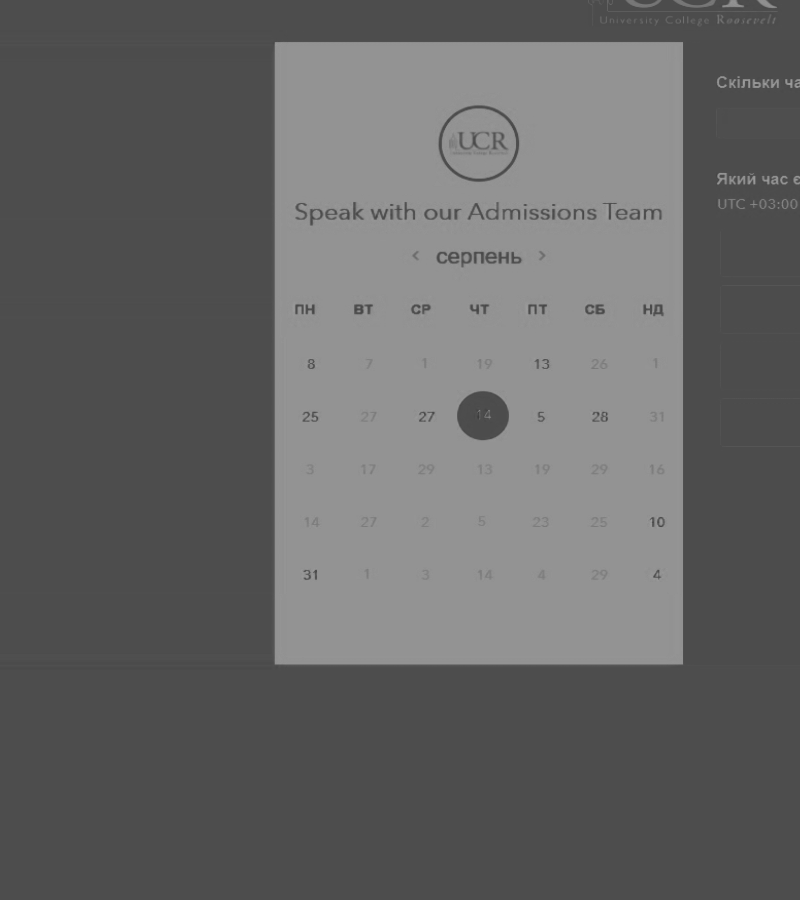 UCR
University College Roosevelt
Скільки ча
UCR
Який час є
UTC +03:00
Speak with our Admissions Team
‹ серпень ›
ПН ВТ СР ЧТ ПТ СБ НД
8 7 1 19 13 26 1
25 27 27 14 5 28 31
3 17 29 13 19 29 16
14 27 2 5 23 25 10
31 1 3 14 4 29 4